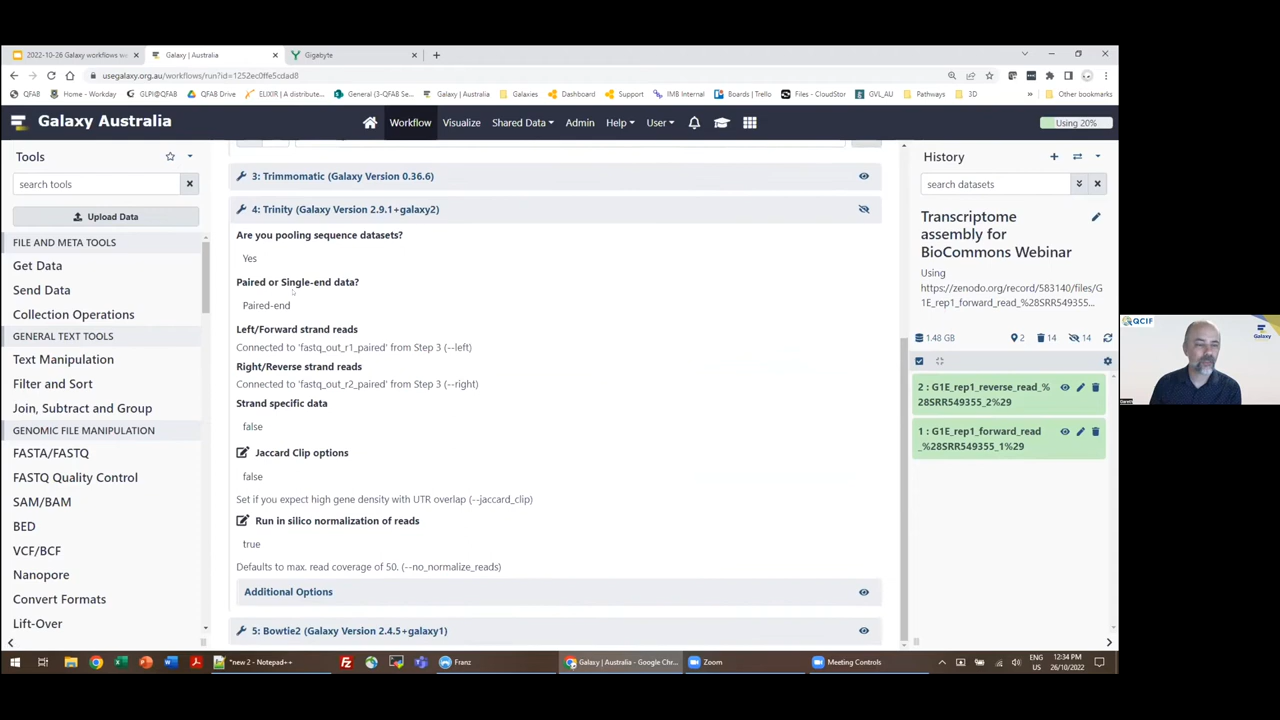 2022-10-26 Galaxy workflows we
Galaxy | Australia
Gigabyte
usegalaxy.org.au/workflows/run?id=1252ec0ffe5cdad8
QFAB
Home - Workday
GLPI@QFAB
QFAB Drive
ELIXIR | A distribute...
General (3-QFAB Se...
Galaxy | Australia
Galaxies
Dashboard
Support
IMB Internal
Boards | Trello
Files - CloudStor
GVL_AU
Pathways
3D
Other bookmarks
Galaxy Australia
Workflow
Visualize
Shared Data
Admin
Help
User
Using 20%
Tools
search tools
Upload Data
FILE AND META TOOLS
Get Data
Send Data
Collection Operations
GENERAL TEXT TOOLS
Text Manipulation
Filter and Sort
Join, Subtract and Group
GENOMIC FILE MANIPULATION
FASTA/FASTQ
FASTQ Quality Control
SAM/BAM
BED
VCF/BCF
Nanopore
Convert Formats
Lift-Over
3: Trimmomatic (Galaxy Version 0.36.6)
4: Trinity (Galaxy Version 2.9.1+galaxy2)
Are you pooling sequence datasets?
Yes
Paired or Single-end data?
Paired-end
Left/Forward strand reads
Connected to 'fastq_out_r1_paired' from Step 3 (--left)
Right/Reverse strand reads
Connected to 'fastq_out_r2_paired' from Step 3 (--right)
Strand specific data
false
Jaccard Clip options
false
Set if you expect high gene density with UTR overlap (--jaccard_clip)
Run in silico normalization of reads
true
Defaults to max. read coverage of 50. (--no_normalize_reads)
Additional Options
5: Bowtie2 (Galaxy Version 2.4.5+galaxy1)
History
search datasets
Transcriptome
assembly for
BioCommons Webinar
Using
https://zenodo.org/record/583140/files/G
1E_rep1_forward_read_%28SRR549355...
1.48 GB
2
14
14
2 : G1E_rep1_reverse_read_%
28SRR549355_2%29
1 : G1E_rep1_forward_read
_%28SRR549355_1%29
QCIF
Galaxy
*new 2 - Notepad++
Franz
Galaxy | Australia - Google Chr...
Zoom
Meeting Controls
ENG
US
12:34 PM
26/10/2022